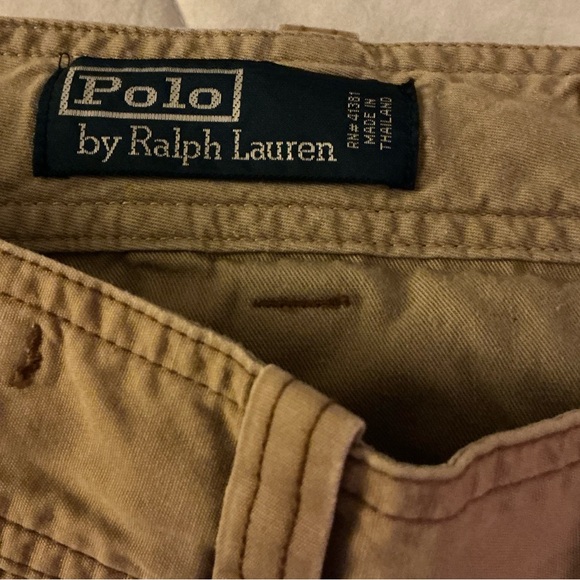 Polo
by Ralph Lauren
RN# 41381
MADE IN
THAILAND